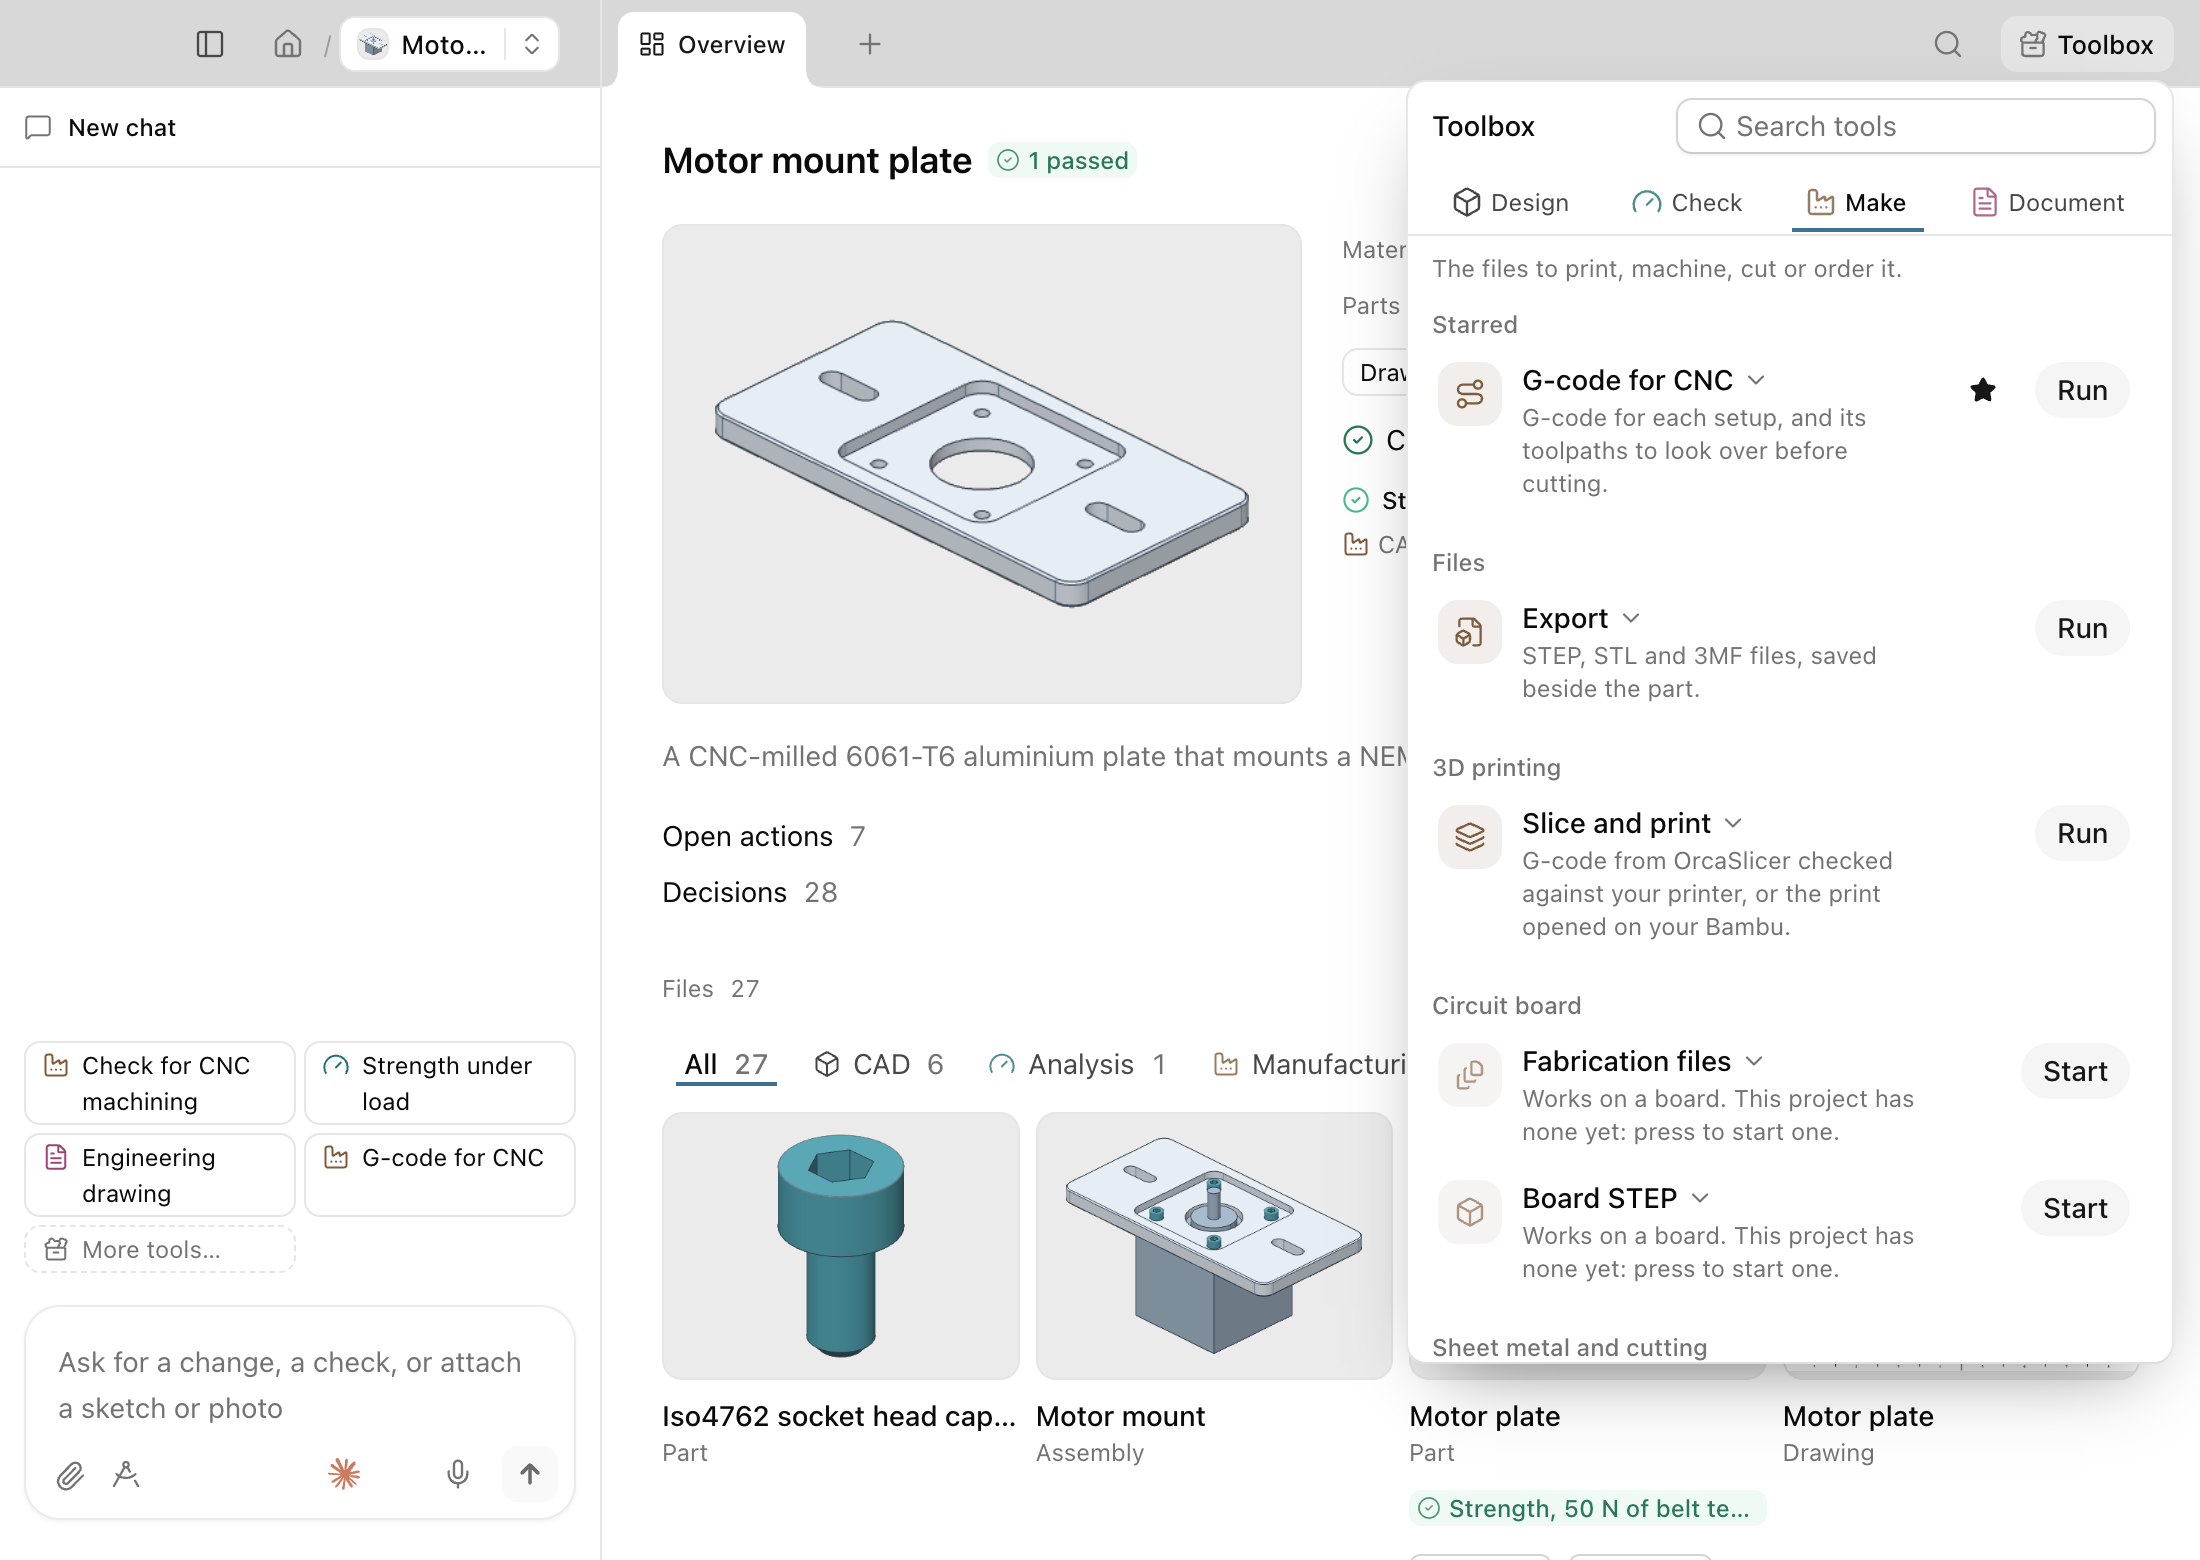 Moto...
Overview
Toolbox
New chat
Motor mount plate
1 passed
Toolbox
Search tools
Design
Check
Make
Document
The files to print, machine, cut or order it.
Starred
G-code for CNC
G-code for each setup, and its
toolpaths to look over before
cutting.
Run
Files
Export
STEP, STL and 3MF files, saved
beside the part.
Run
3D printing
Slice and print
G-code from OrcaSlicer checked
against your printer, or the print
opened on your Bambu.
Run
Circuit board
Fabrication files
Works on a board. This project has
none yet: press to start one.
Start
Board STEP
Works on a board. This project has
none yet: press to start one.
Start
Sheet metal and cutting
Parts
A CNC-milled 6061-T6 aluminium plate that mounts a
Open actions 7
Decisions 28
Files 27
All 27
CAD 6
Analysis 1
Iso4762 socket head cap...
Part
Motor mount
Assembly
Motor plate
Part
Strength, 50 N of belt te...
Motor plate
Drawing
Check for CNC
machining
Strength under
load
Engineering
drawing
G-code for CNC
More tools...
Ask for a change, a check, or attach
a sketch or photo